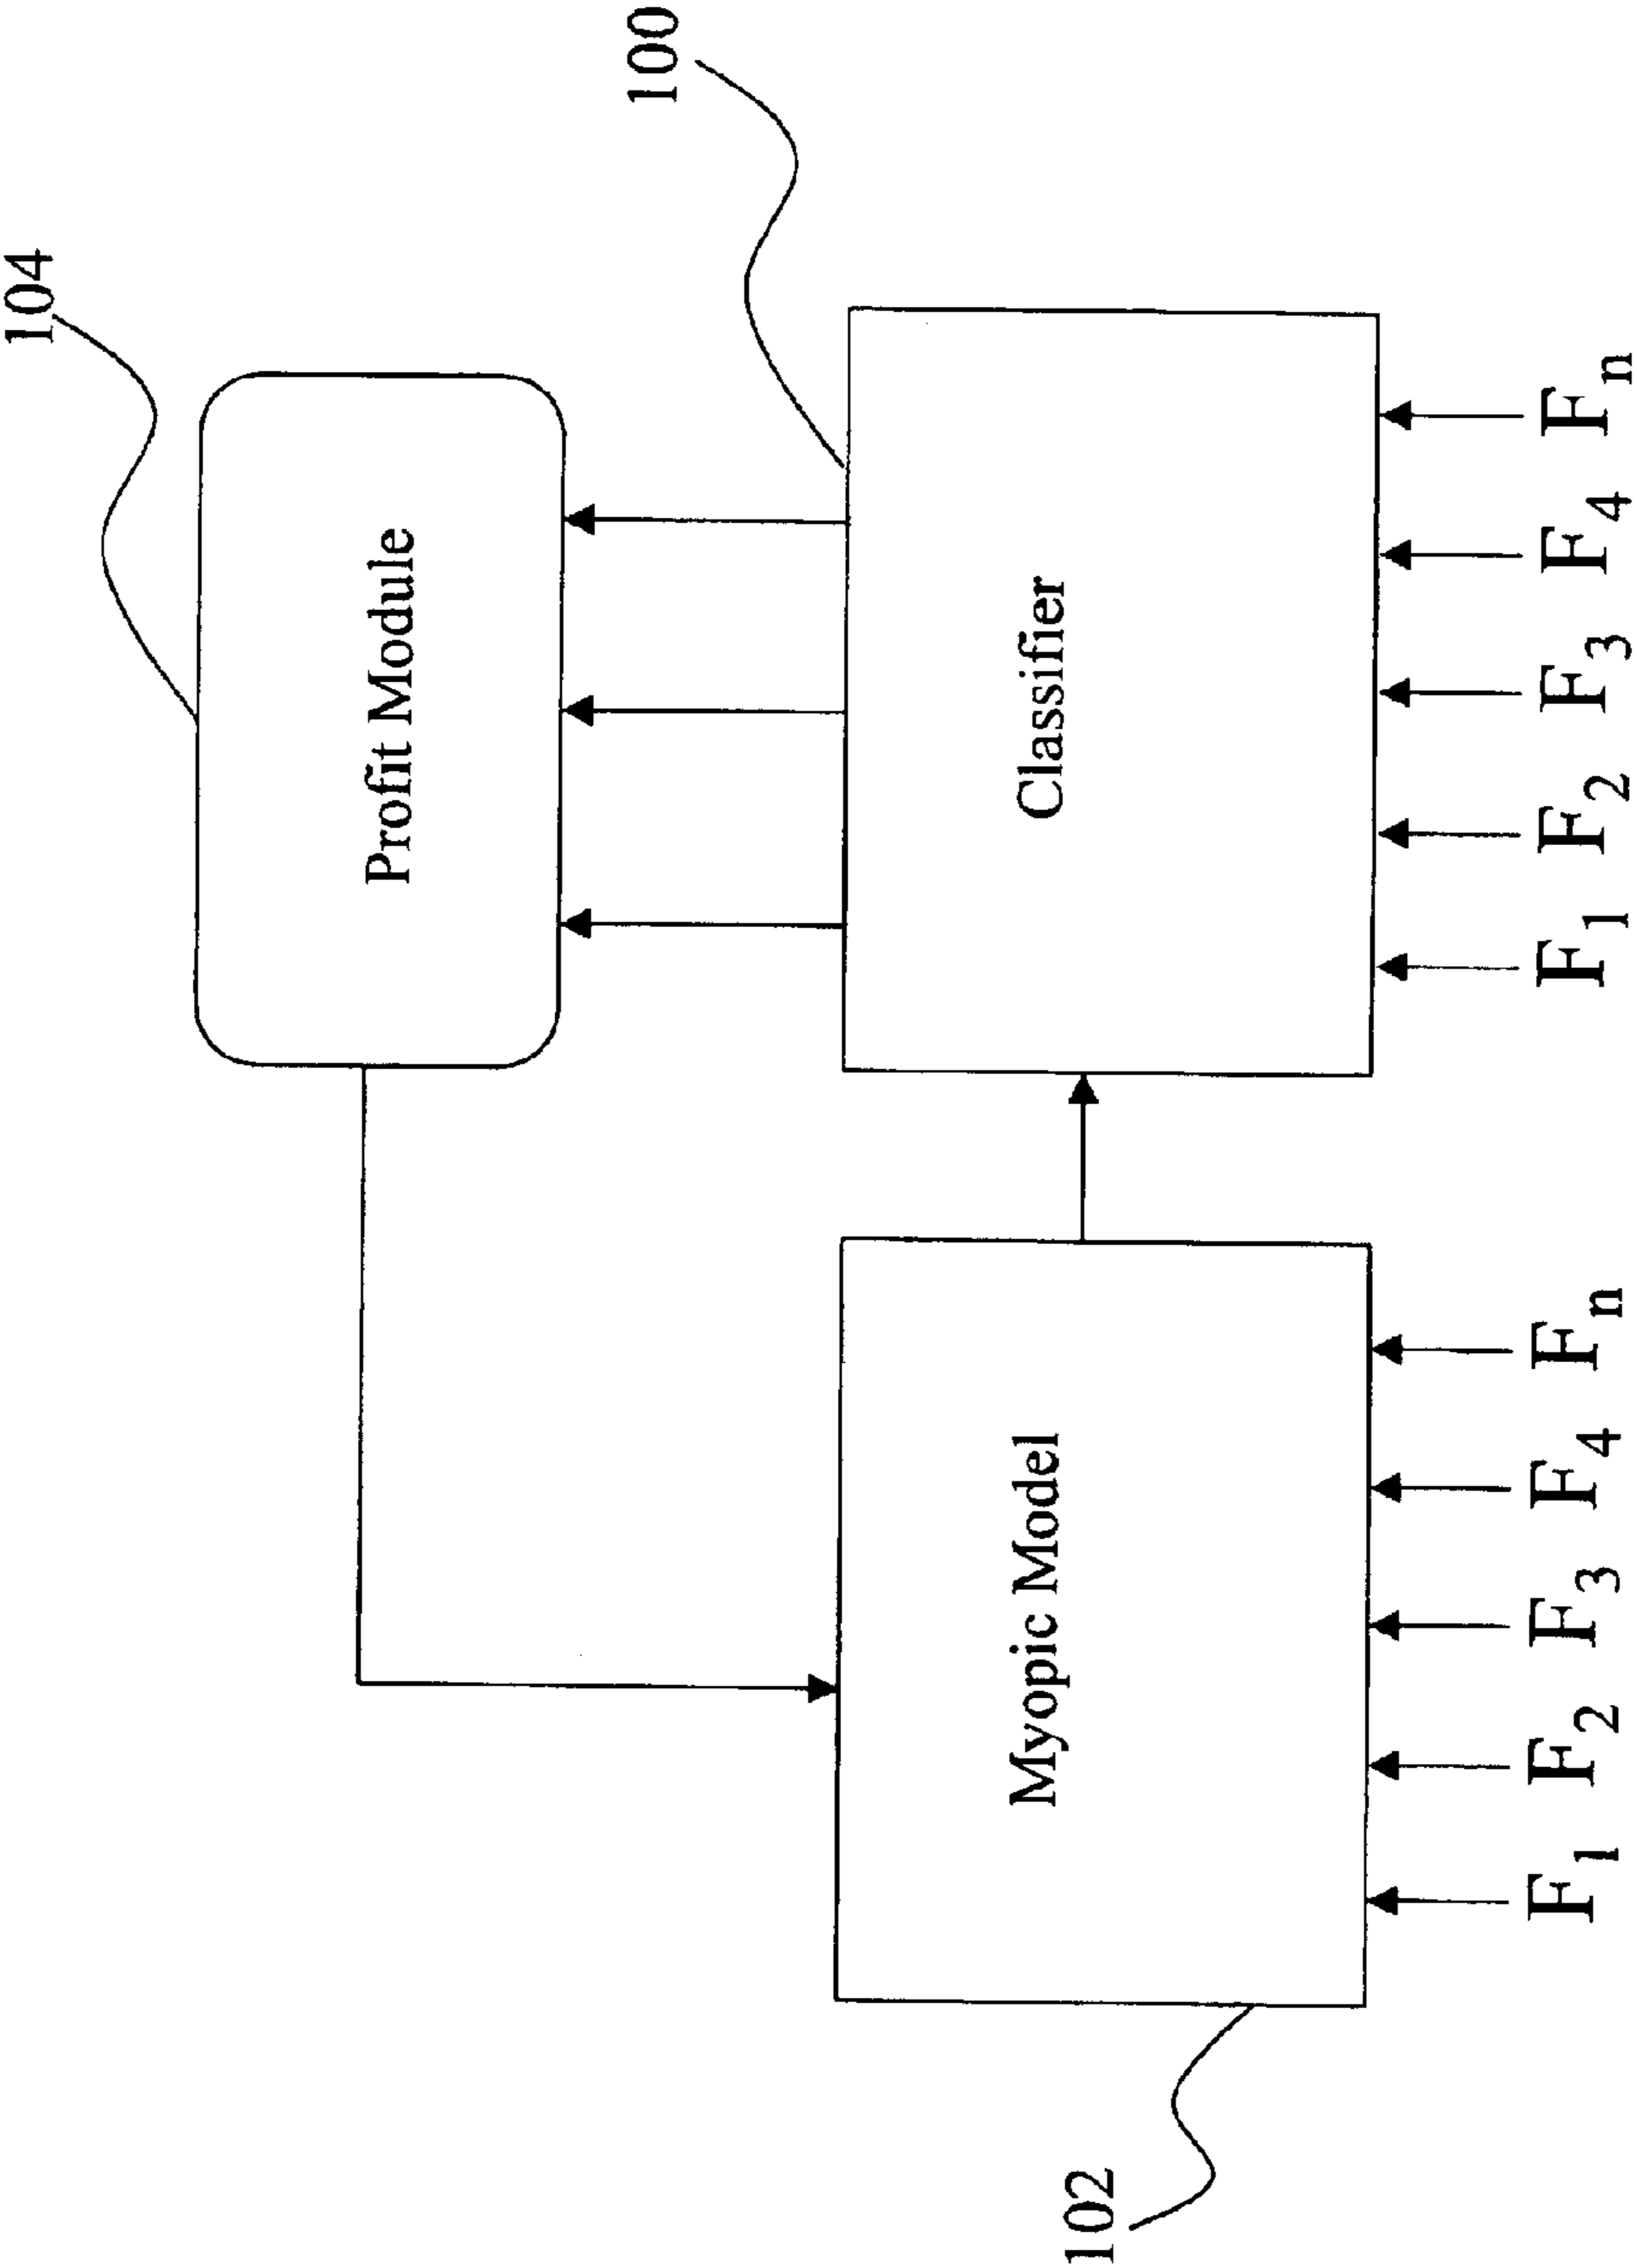 104
Profit Module
100
Classifier
Myopic Model
102
F1 F2 F3 F4 Fn
F1 F2 F3 F4 Fn